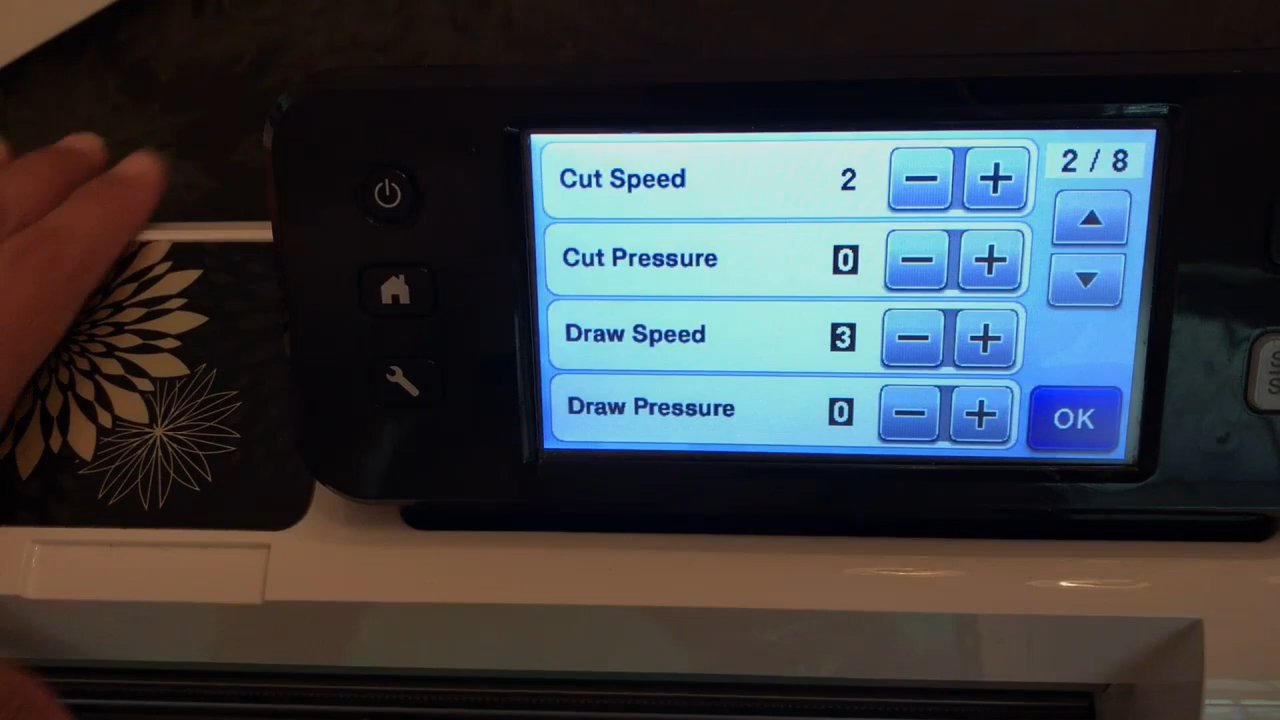 Cut Speed 2 − +
2 / 8
Cut Pressure 0 − +
Draw Speed 3 − +
Draw Pressure 0 − +
OK